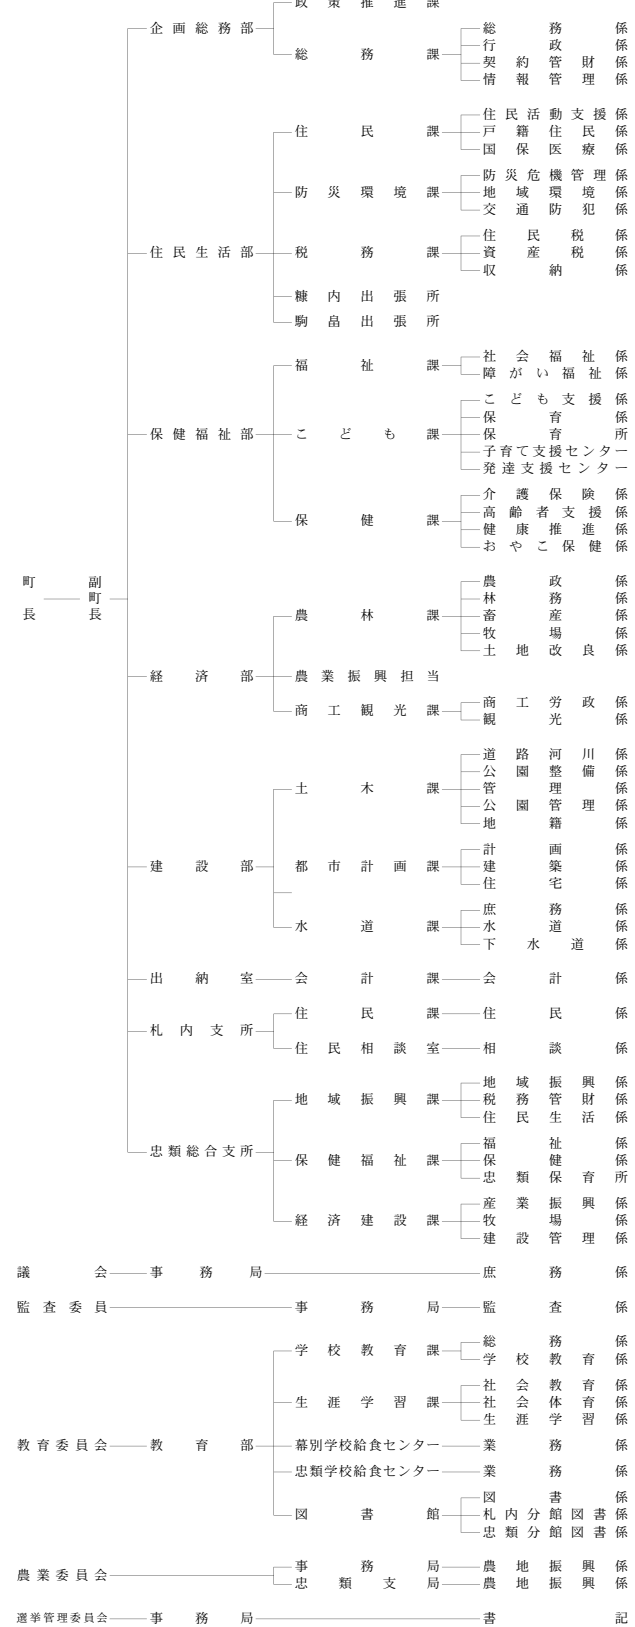 政策推進課
企画総務部
総務課
総務係
行政係
契約管財係
情報管理係
住民生活部
住民課
住民活動支援係
戸籍住民係
国保医療係
防災環境課
防災危機管理係
地域環境係
交通防犯係
税務課
住民税係
資産税係
収納係
糠内出張所
駒畠出張所
保健福祉部
福祉課
社会福祉係
障がい福祉係
こども課
こども支援係
保育係
保育所
子育て支援センター
発達支援センター
保健課
介護保険係
高齢者支援係
健康推進係
おやこ保健係
町長
副町長
経済部
農林課
農政係
林務係
畜産係
牧場係
土地改良係
農業振興担当
商工観光課
商工労政係
観光係
建設部
土木課
道路河川係
公園整備係
管理係
公園管理係
地籍係
都市計画課
計画係
建築係
住宅係
水道課
庶務係
水道係
下水道係
出納室
会計課
会計係
札内支所
住民課
住民係
住民相談室
相談係
忠類総合支所
地域振興課
地域振興係
税務管財係
住民生活係
保健福祉課
福祉係
保健係
忠類保育所
経済建設課
産業振興係
牧場係
建設管理係
議会
事務局
庶務係
監査委員
事務局
監査係
教育委員会
教育部
学校教育課
総務係
学校教育係
生涯学習課
社会教育係
社会体育係
生涯学習係
幕別学校給食センター
業務係
忠類学校給食センター
業務係
図書館
図書係
札内分館図書係
忠類分館図書係
農業委員会
事務局
農地振興係
忠類支局
農地振興係
選挙管理委員会
事務局
書記